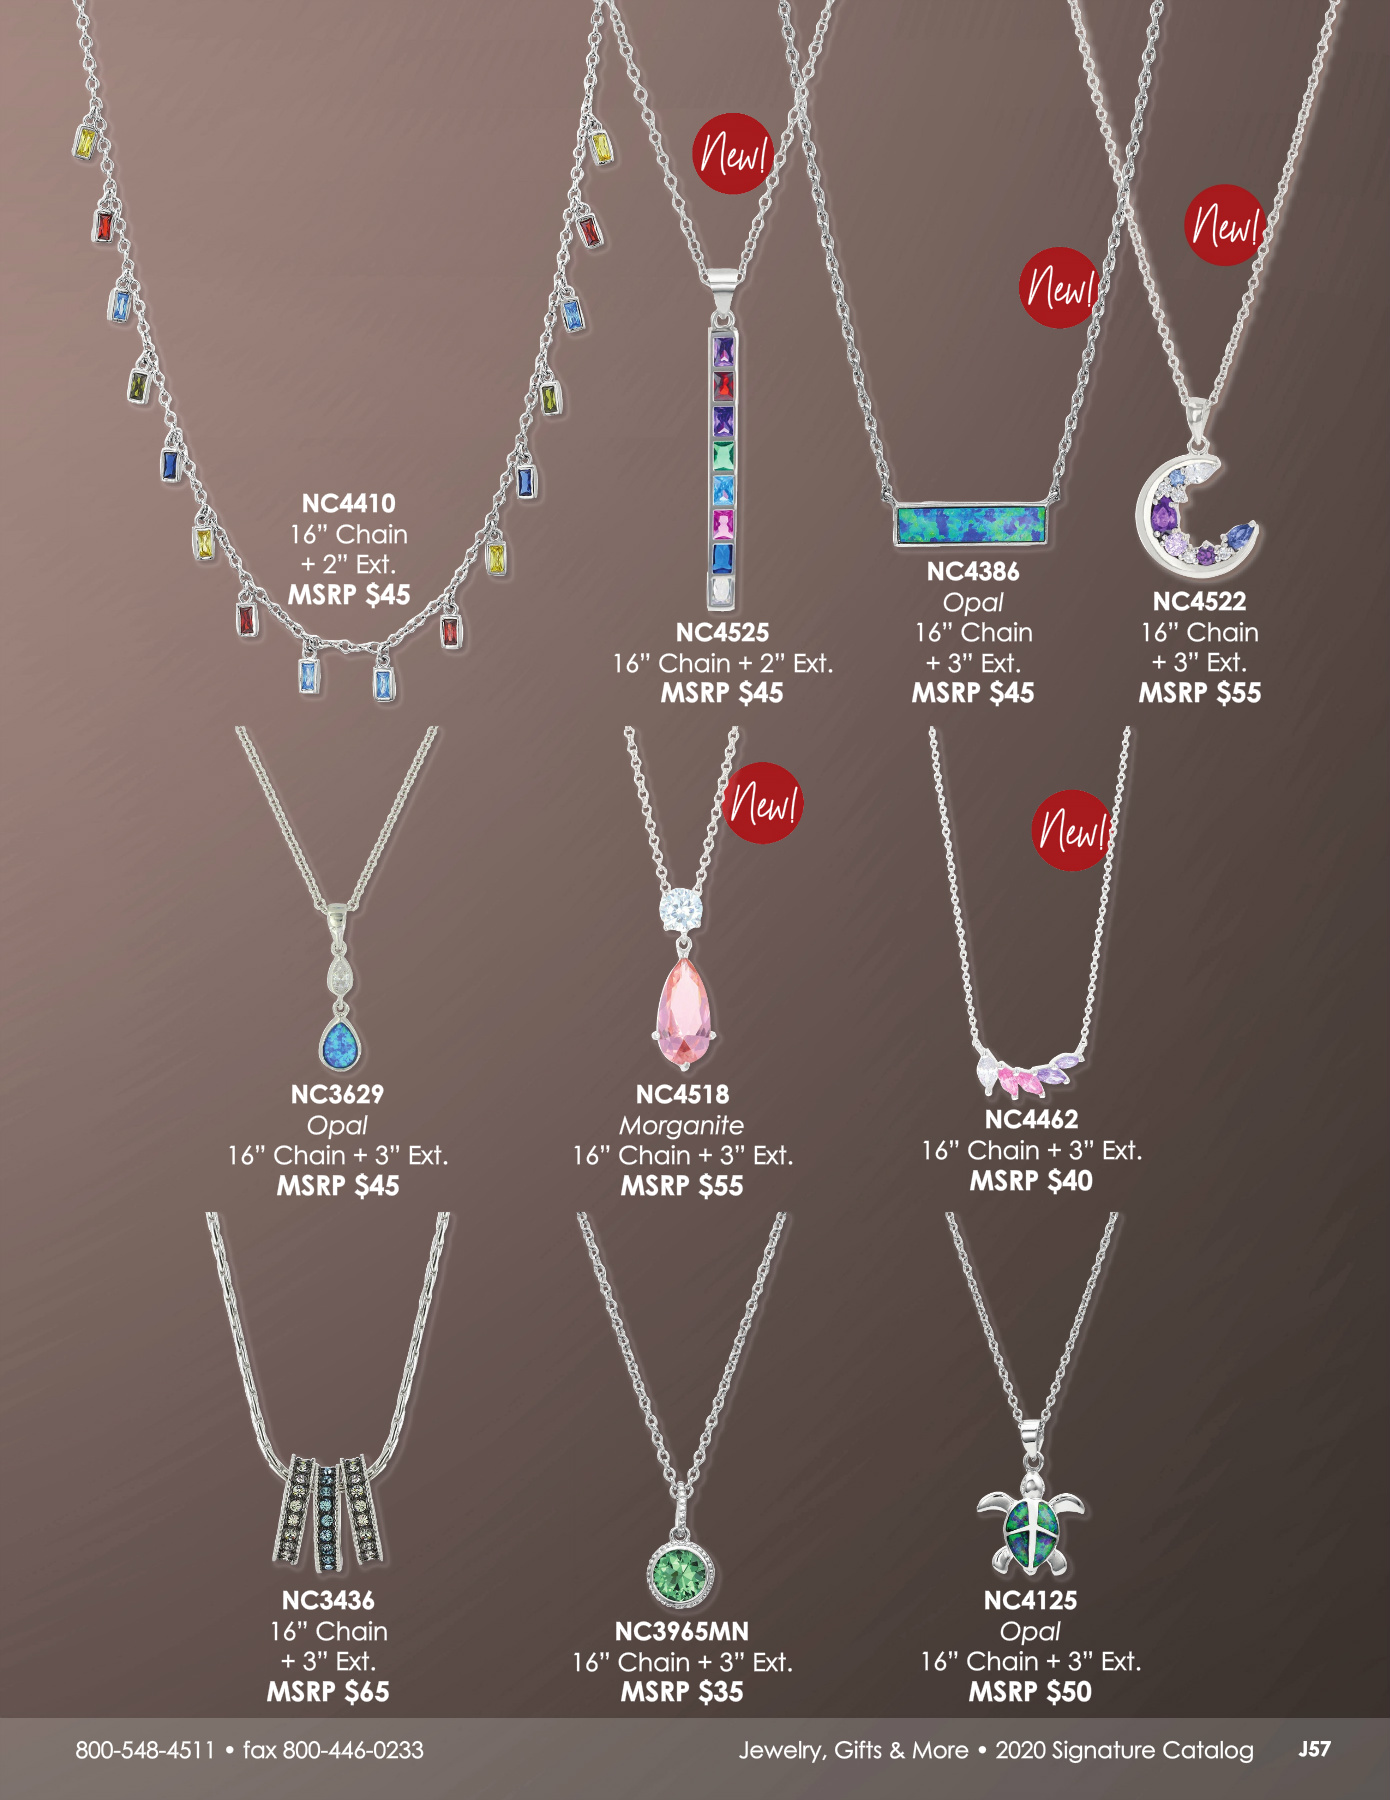 New!
New!
New!
NC4410
16” Chain
+ 2” Ext.
MSRP $45
NC4525
16” Chain + 2” Ext.
MSRP $45
NC4386
Opal
16” Chain
+ 3” Ext.
MSRP $45
NC4522
16” Chain
+ 3” Ext.
MSRP $55
New!
New!
NC3629
Opal
16” Chain + 3” Ext.
MSRP $45
NC4518
Morganite
16” Chain + 3” Ext.
MSRP $55
NC4462
16” Chain + 3” Ext.
MSRP $40
NC3436
16” Chain
+ 3” Ext.
MSRP $65
NC3965MN
16” Chain + 3” Ext.
MSRP $35
NC4125
Opal
16” Chain + 3” Ext.
MSRP $50
800-548-4511 • fax 800-446-0233
Jewelry, Gifts & More • 2020 Signature Catalog J57